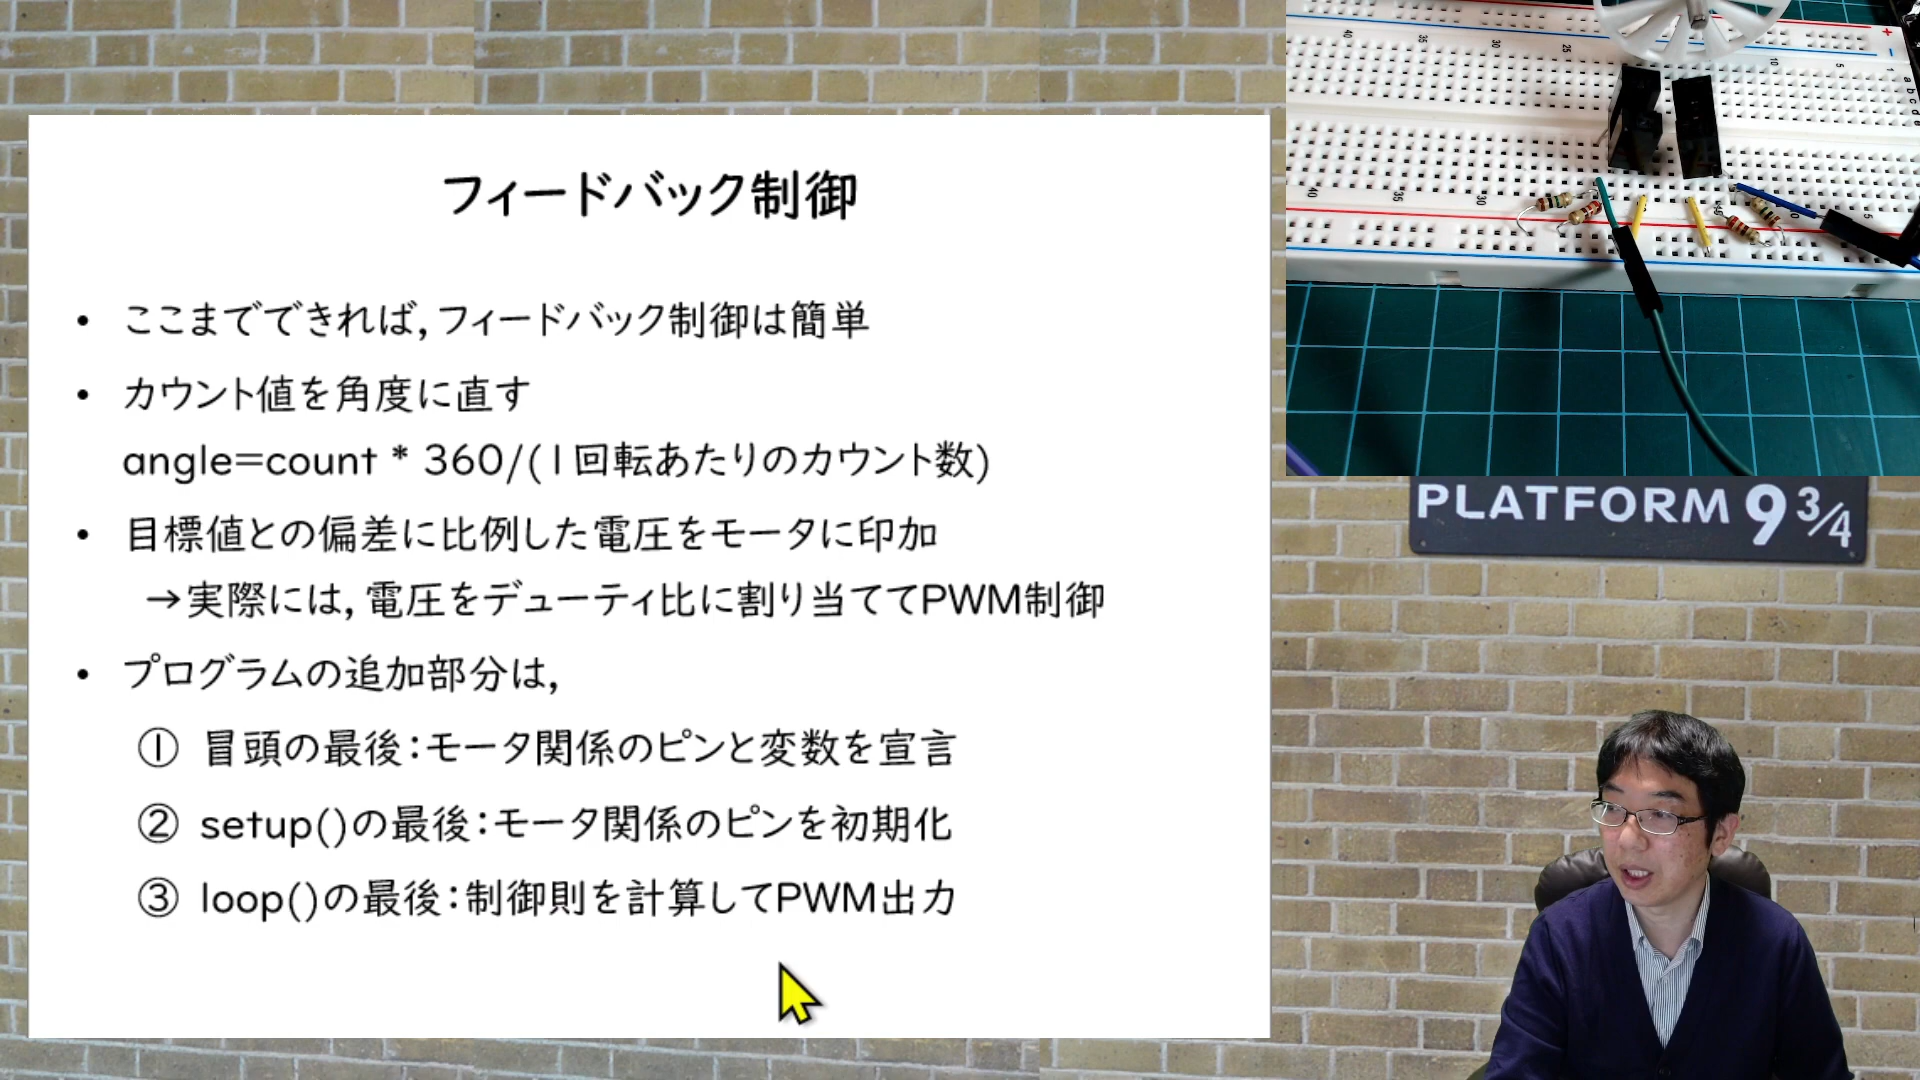 フィードバック制御
• ここまでできれば,フィードバック制御は簡単
• カウント値を角度に直す
angle=count * 360/(1回転あたりのカウント数)
• 目標値との偏差に比例した電圧をモータに印加
→実際には,電圧をデューティ比に割り当ててPWM制御
• プログラムの追加部分は,
① 冒頭の最後:モータ関係のピンと変数を宣言
② setup()の最後:モータ関係のピンを初期化
③ loop()の最後:制御則を計算してPWM出力
PLATFORM 9 3/4